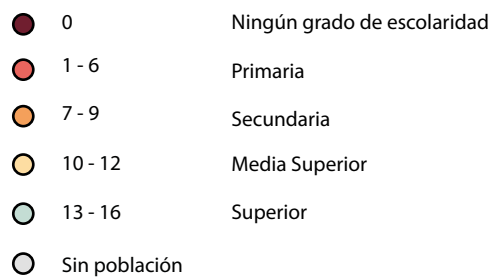 0 Ningún grado de escolaridad
1 - 6 Primaria
7 - 9 Secundaria
10 - 12 Media Superior
13 - 16 Superior
Sin población